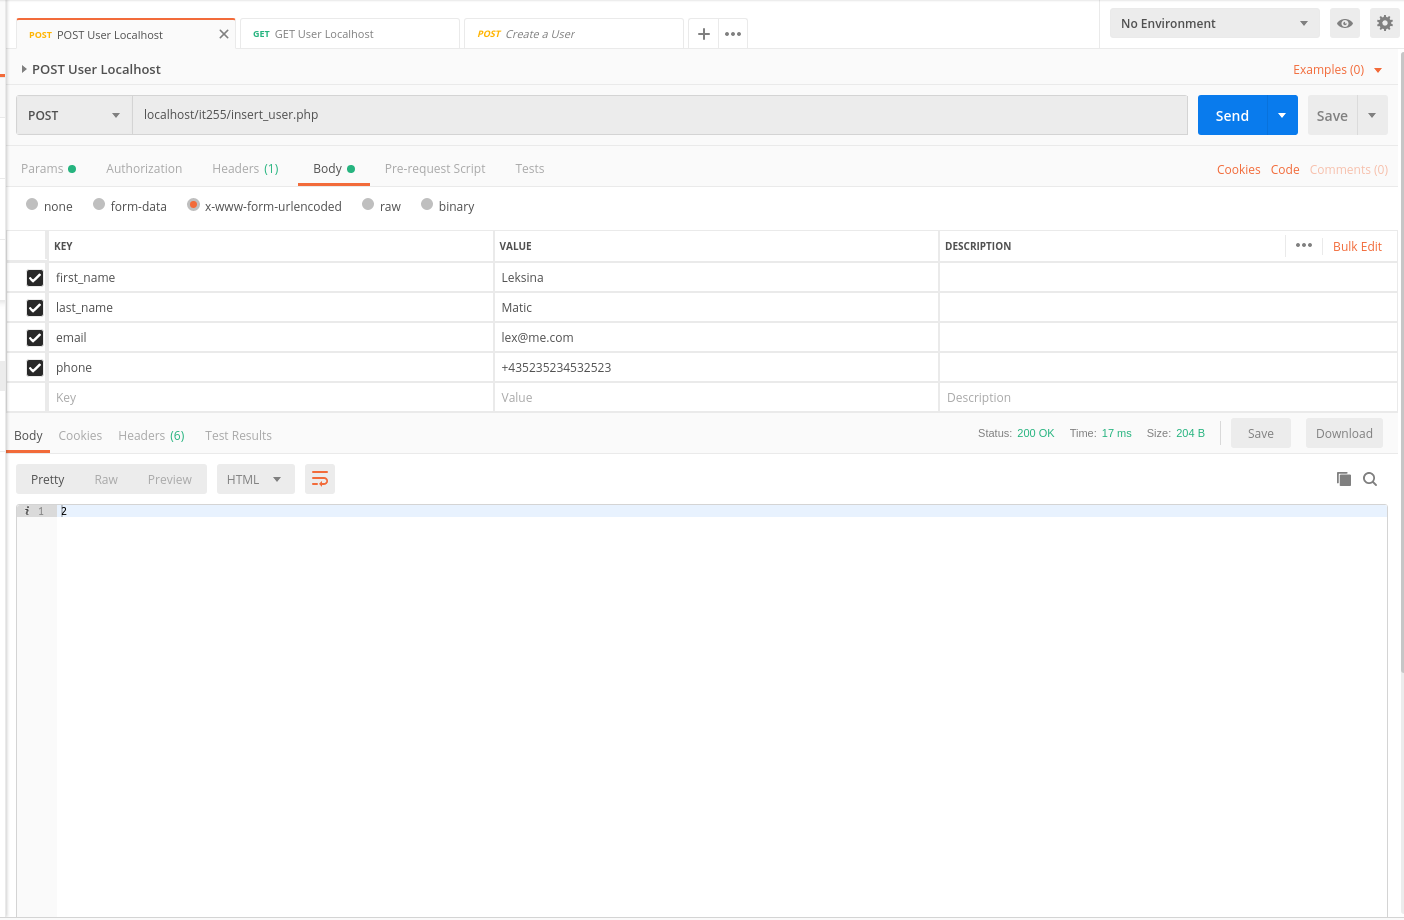 POST POST User Localhost GET GET User Localhost POST Create a User No Environment
POST User Localhost Examples (0)
POST localhost/it255/insert_user.php Send Save
Params Authorization Headers (1) Body Pre-request Script Tests Cookies Code Comments (0)
none form-data x-www-form-urlencoded raw binary
KEY VALUE DESCRIPTION Bulk Edit
first_name Leksina
last_name Matic
email lex@me.com
phone +435235234532523
Key Value Description
Body Cookies Headers (6) Test Results Status: 200 OK Time: 17 ms Size: 204 B Save Download
Pretty Raw Preview HTML
i 1 2